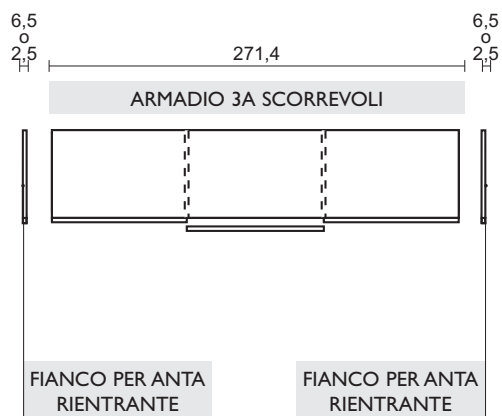 6,5
o
2,5
271,4
6,5
o
2,5
ARMADIO 3A SCORREVOLI
FIANCO PER ANTA
RIENTRANTE
FIANCO PER ANTA
RIENTRANTE